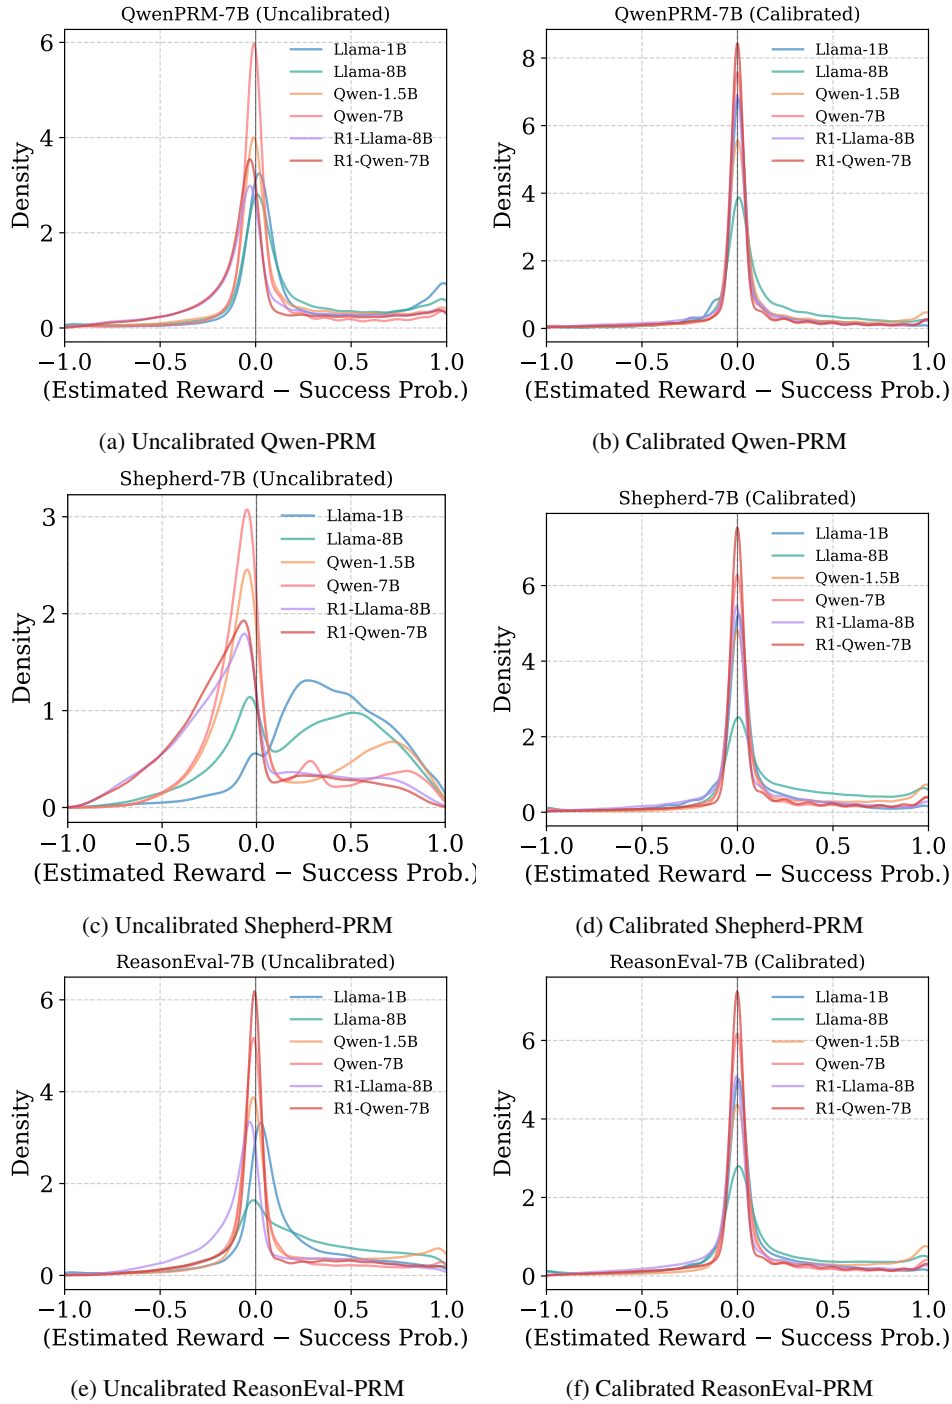 QwenPRM-7B (Uncalibrated)
Density
6
4
2
0
Llama-1B
Llama-8B
Qwen-1.5B
Qwen-7B
R1-Llama-8B
R1-Qwen-7B
−1.0 −0.5 0.0 0.5 1.0
(Estimated Reward − Success Prob.)
(a) Uncalibrated Qwen-PRM
QwenPRM-7B (Calibrated)
Density
8
6
4
2
0
Llama-1B
Llama-8B
Qwen-1.5B
Qwen-7B
R1-Llama-8B
R1-Qwen-7B
−1.0 −0.5 0.0 0.5 1.0
(Estimated Reward − Success Prob.)
(b) Calibrated Qwen-PRM
Shepherd-7B (Uncalibrated)
Density
3
2
1
0
Llama-1B
Llama-8B
Qwen-1.5B
Qwen-7B
R1-Llama-8B
R1-Qwen-7B
−1.0 −0.5 0.0 0.5 1.0
(Estimated Reward − Success Prob.)
(c) Uncalibrated Shepherd-PRM
Shepherd-7B (Calibrated)
Density
6
4
2
0
Llama-1B
Llama-8B
Qwen-1.5B
Qwen-7B
R1-Llama-8B
R1-Qwen-7B
−1.0 −0.5 0.0 0.5 1.0
(Estimated Reward − Success Prob.)
(d) Calibrated Shepherd-PRM
ReasonEval-7B (Uncalibrated)
Density
6
4
2
0
Llama-1B
Llama-8B
Qwen-1.5B
Qwen-7B
R1-Llama-8B
R1-Qwen-7B
−1.0 −0.5 0.0 0.5 1.0
(Estimated Reward − Success Prob.)
(e) Uncalibrated ReasonEval-PRM
ReasonEval-7B (Calibrated)
Density
6
4
2
0
Llama-1B
Llama-8B
Qwen-1.5B
Qwen-7B
R1-Llama-8B
R1-Qwen-7B
−1.0 −0.5 0.0 0.5 1.0
(Estimated Reward − Success Prob.)
(f) Calibrated ReasonEval-PRM